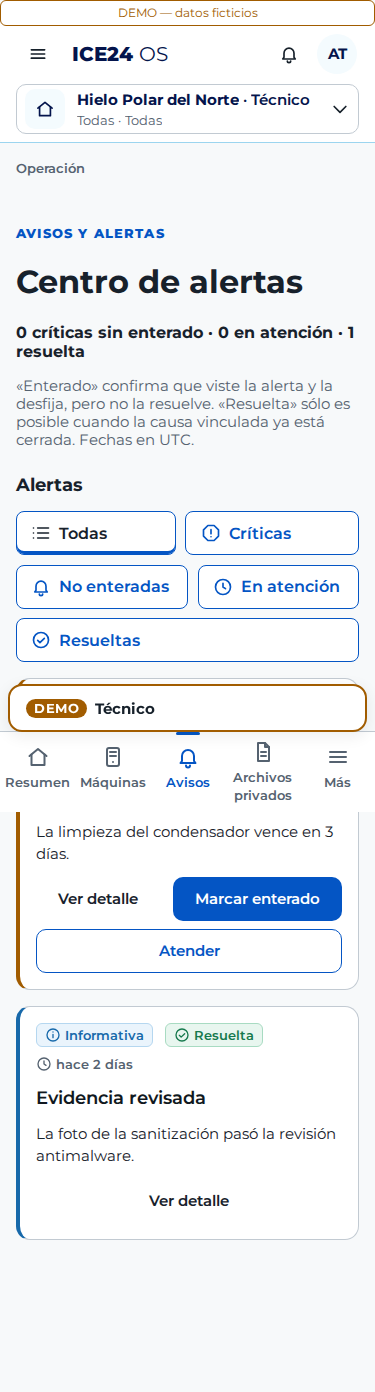 DEMO — datos ficticios
ICE24 OS
AT
Hielo Polar del Norte · Técnico
Todas · Todas
Operación
AVISOS Y ALERTAS
Centro de alertas
0 críticas sin enterado · 0 en atención · 1
resuelta
«Enterado» confirma que viste la alerta y la
desfija, pero no la resuelve. «Resuelta» sólo es
posible cuando la causa vinculada ya está
cerrada. Fechas en UTC.
Alertas
Todas
Críticas
No enteradas
En atención
Resueltas
DEMO Técnico
Resumen
Máquinas
Avisos
Archivos
privados
Más
La limpieza del condensador vence en 3
días.
Ver detalle
Marcar enterado
Atender
Informativa
Resuelta
hace 2 días
Evidencia revisada
La foto de la sanitización pasó la revisión
antimalware.
Ver detalle